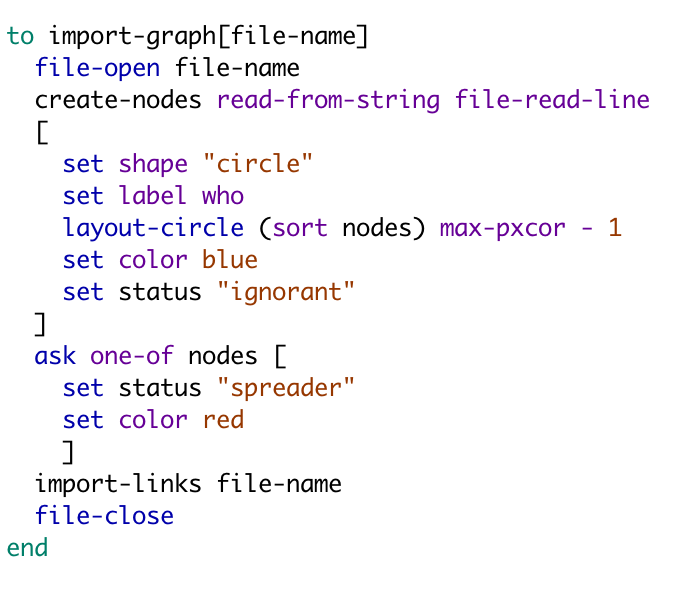 to import-graph[file-name]
  file-open file-name
  create-nodes read-from-string file-read-line
  [
    set shape "circle"
    set label who
    layout-circle (sort nodes) max-pxcor - 1
    set color blue
    set status "ignorant"
  ]
  ask one-of nodes [
    set status "spreader"
    set color red
    ]
  import-links file-name
  file-close
end